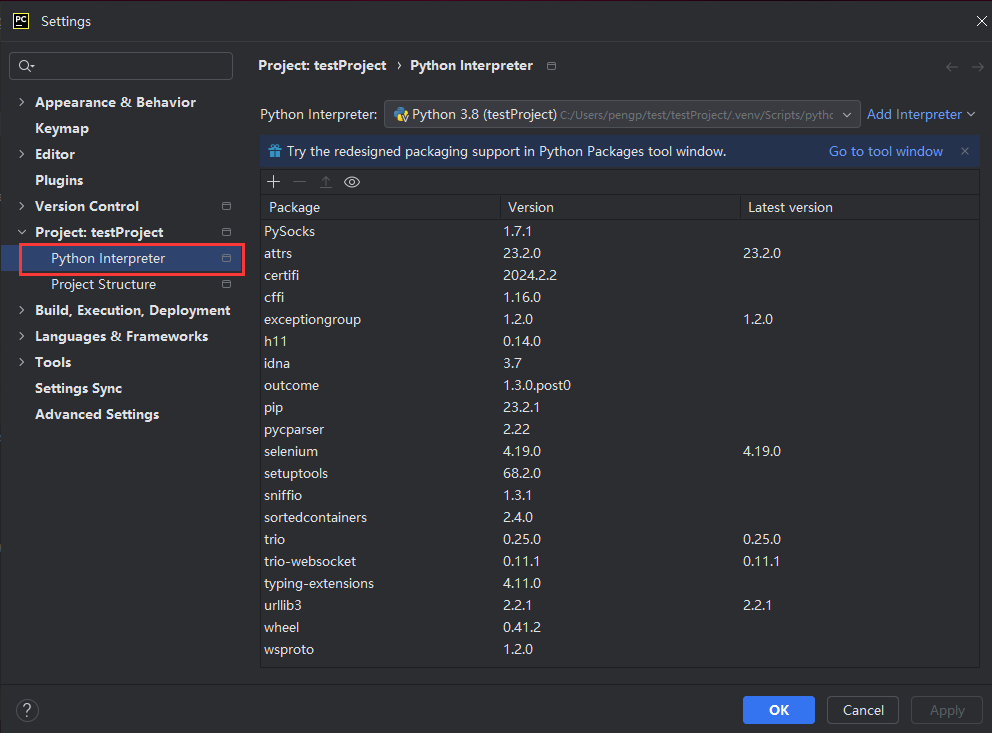 PC Settings
Project: testProject › Python Interpreter
Appearance & Behavior
Keymap
Editor
Plugins
Version Control
Project: testProject
Python Interpreter
Project Structure
Build, Execution, Deployment
Languages & Frameworks
Tools
Settings Sync
Advanced Settings
Python Interpreter: Python 3.8 (testProject) C:/Users/pengp/test/testProject/.venv/Scripts/pythc Add Interpreter
Try the redesigned packaging support in Python Packages tool window. Go to tool window
Package Version Latest version
PySocks 1.7.1
attrs 23.2.0 23.2.0
certifi 2024.2.2
cffi 1.16.0
exceptiongroup 1.2.0 1.2.0
h11 0.14.0
idna 3.7
outcome 1.3.0.post0
pip 23.2.1
pycparser 2.22
selenium 4.19.0 4.19.0
setuptools 68.2.0
sniffio 1.3.1
sortedcontainers 2.4.0
trio 0.25.0 0.25.0
trio-websocket 0.11.1 0.11.1
typing-extensions 4.11.0
urllib3 2.2.1 2.2.1
wheel 0.41.2
wsproto 1.2.0
? OK Cancel Apply